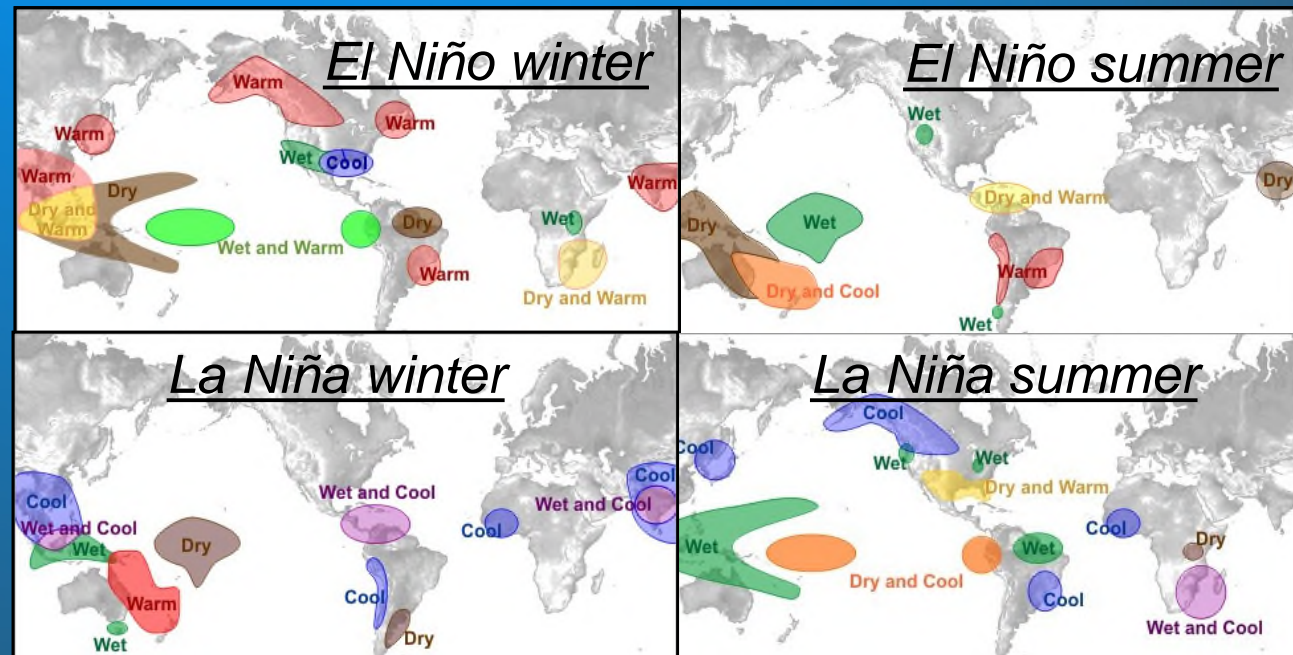 El Niño winter
Warm
Warm
Warm
Wet
Cool
Warm
Dry
Dry and
Warm
Wet and Warm
Dry
Warm
Wet
Dry and Warm
Warm
El Niño summer
Wet
Dry and Warm
Dry
Dry
Wet
Dry and Cool
Warm
Wet
La Niña winter
Cool
Wet and Cool
Wet
Warm
Wet
Dry
Wet and Cool
Cool
Dry
Cool
Cool
Wet and Cool
La Niña summer
Cool
Cool
Wet
Wet
Dry and Warm
Wet
Dry and Cool
Wet
Cool
Cool
Dry
Wet and Cool